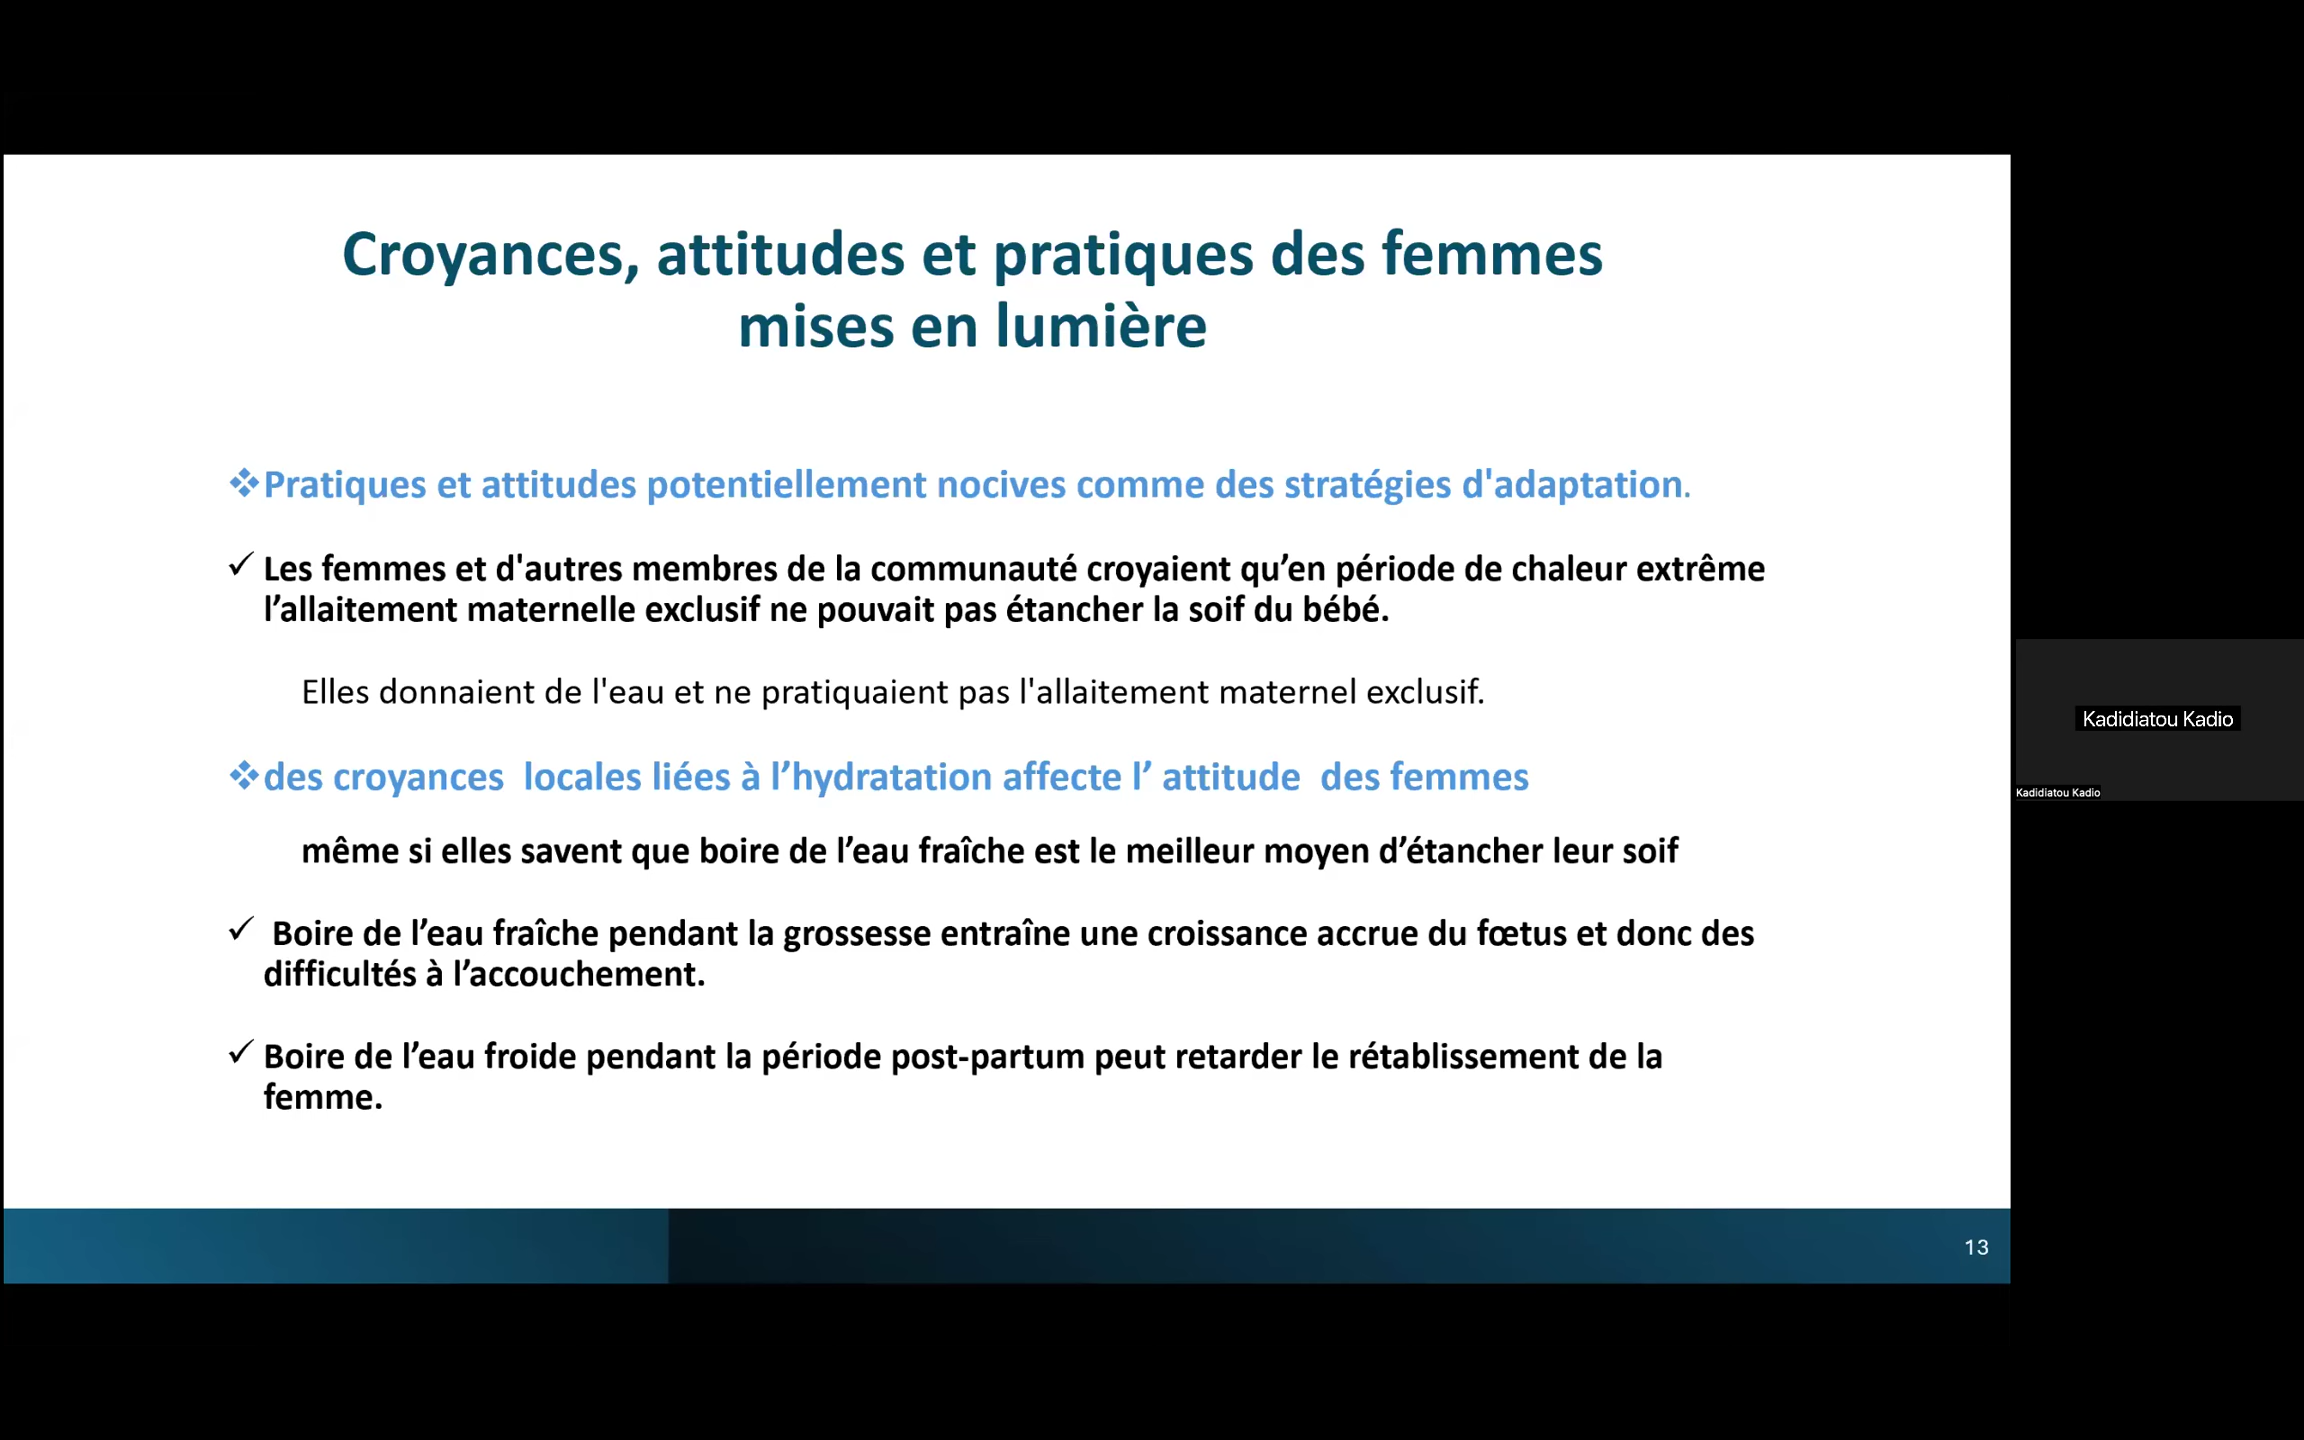 Croyances, attitudes et pratiques des femmes
mises en lumière
❖Pratiques et attitudes potentiellement nocives comme des stratégies d'adaptation.
✓ Les femmes et d'autres membres de la communauté croyaient qu’en période de chaleur extrême
l’allaitement maternelle exclusif ne pouvait pas étancher la soif du bébé.
Elles donnaient de l'eau et ne pratiquaient pas l'allaitement maternel exclusif.
❖des croyances  locales liées à l’hydratation affecte l’ attitude  des femmes
même si elles savent que boire de l’eau fraîche est le meilleur moyen d’étancher leur soif
✓ Boire de l’eau fraîche pendant la grossesse entraîne une croissance accrue du fœtus et donc des
difficultés à l’accouchement.
✓ Boire de l’eau froide pendant la période post-partum peut retarder le rétablissement de la
femme.
13
Kadidiatou Kadio
Kadidiatou Kadio